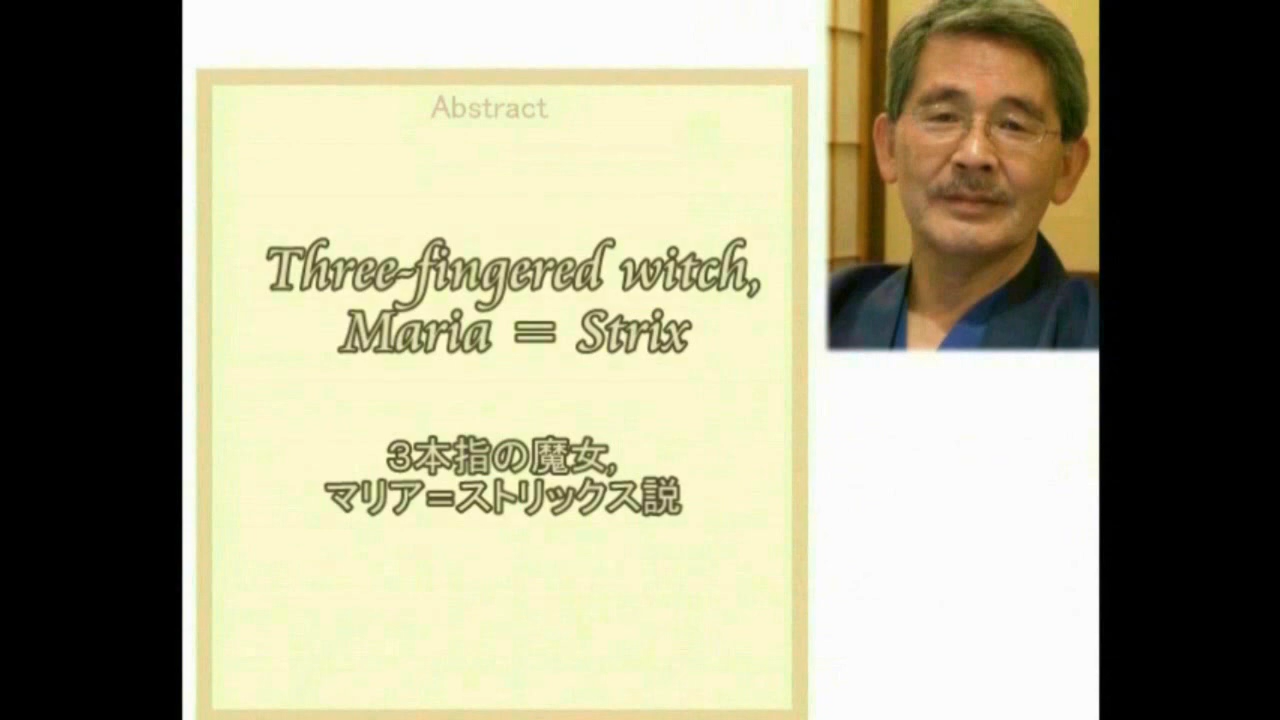 Abstract
Three-fingered witch,
Maria = Strix
3本指の魔女,
マリア=ストリックス説